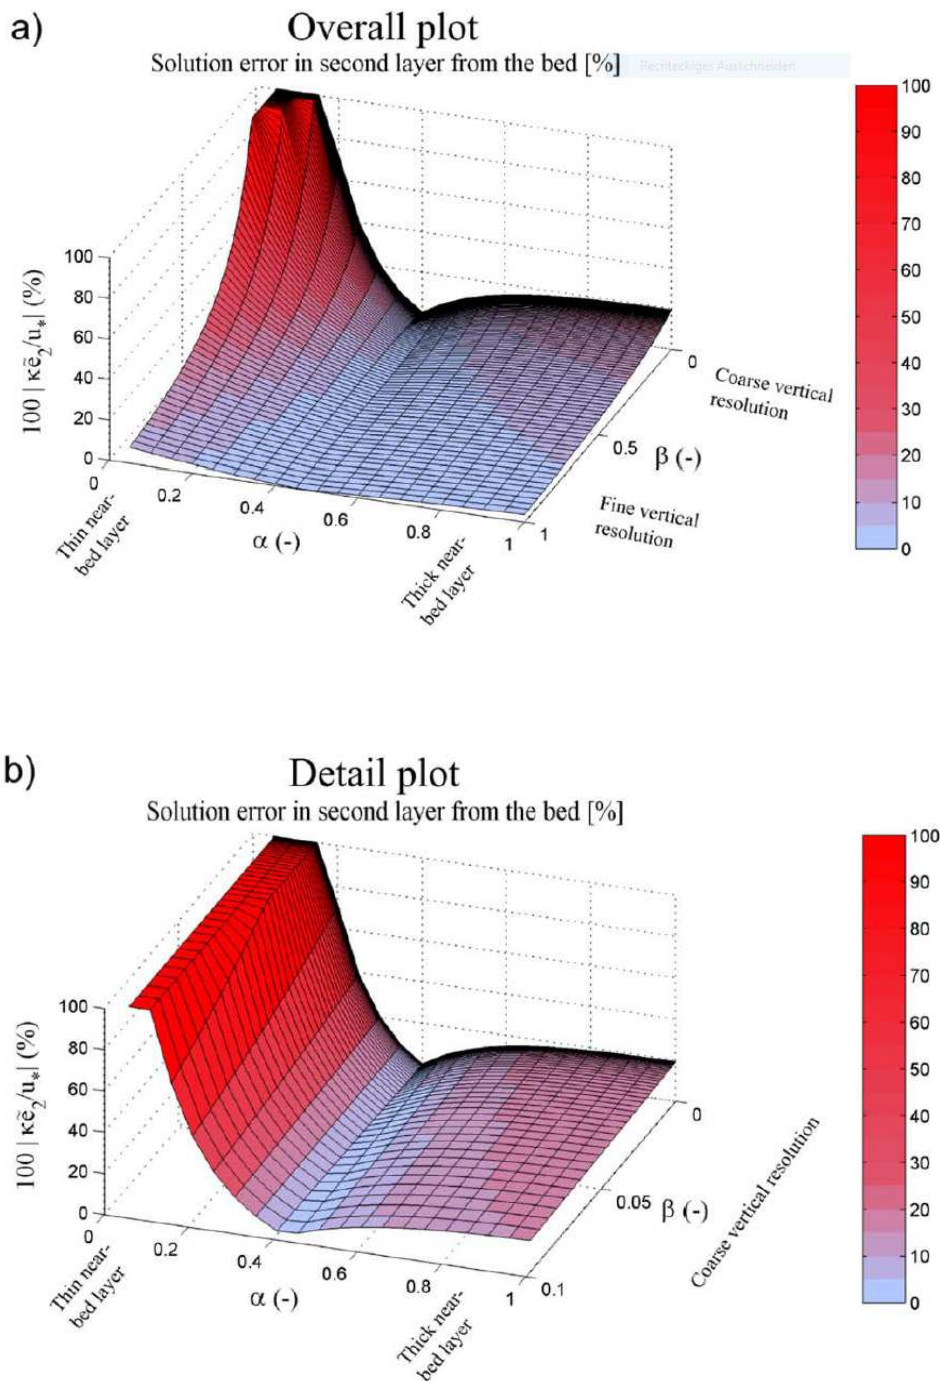 a)
Overall plot
Solution error in second layer from the bed [%]
Rechteckiges Ausschneiden
100 | κẽ₂/u* | (%)
100
80
60
40
20
0
0
0.2
0.4
0.6
0.8
1
α (-)
Thin near-
bed layer
Thick near-
bed layer
0
0.5
1
β (-)
Coarse vertical
resolution
Fine vertical
resolution
100
90
80
70
60
50
40
30
20
10
0
b)
Detail plot
Solution error in second layer from the bed [%]
100 | κẽ₂/u* | (%)
100
80
60
40
20
0
0
0.2
0.4
0.6
0.8
1
α (-)
Thin near-
bed layer
Thick near-
bed layer
0
0.05
0.1
β (-)
Coarse vertical resolution
100
90
80
70
60
50
40
30
20
10
0